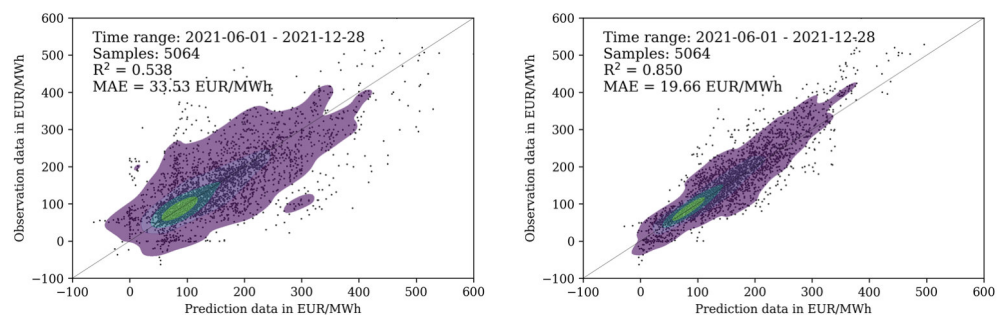 600
500
400
300
200
100
0
−100
Observation data in EUR/MWh
Time range: 2021-06-01 - 2021-12-28
Samples: 5064
R² = 0.538
MAE = 33.53 EUR/MWh
−100 0 100 200 300 400 500 600
Prediction data in EUR/MWh
600
500
400
300
200
100
0
−100
Observation data in EUR/MWh
Time range: 2021-06-01 - 2021-12-28
Samples: 5064
R² = 0.850
MAE = 19.66 EUR/MWh
−100 0 100 200 300 400 500 600
Prediction data in EUR/MWh